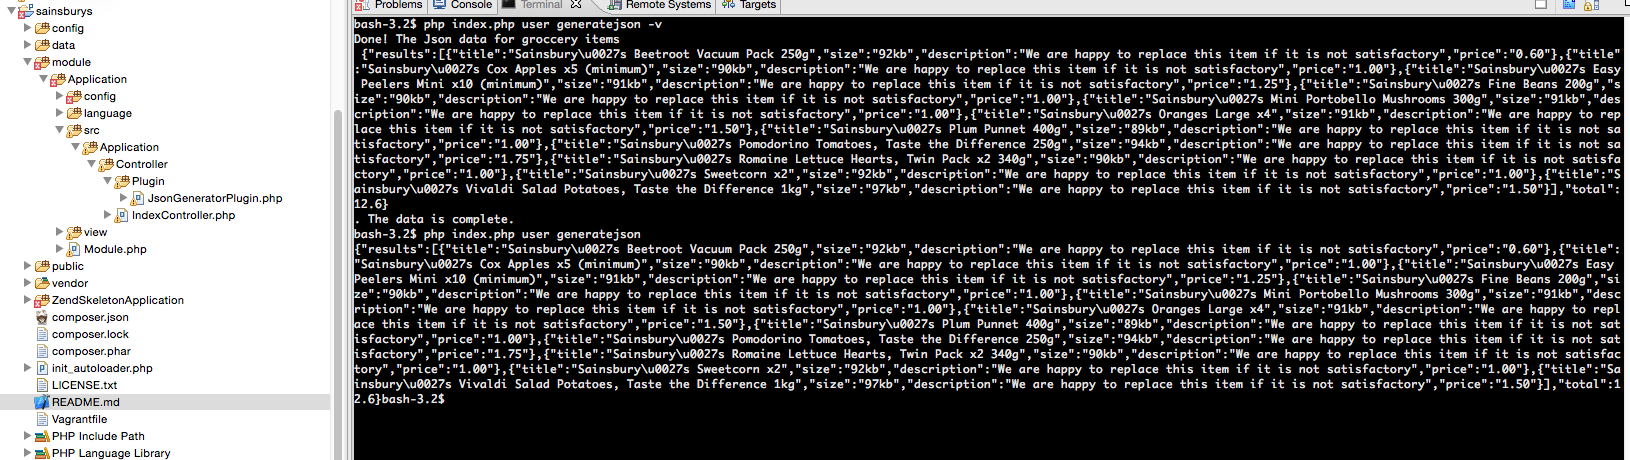 sainsburys
config
data
module
Application
config
language
src
Application
Controller
Plugin
JsonGeneratorPlugin.php
IndexController.php
view
Module.php
public
vendor
ZendSkeletonApplication
composer.json
composer.lock
composer.phar
init_autoloader.php
LICENSE.txt
README.md
Vagrantfile
PHP Include Path
PHP Language Library
Problems Console Terminal Remote Systems Targets
bash-3.2$ php index.php user generatejson -v
Done! The Json data for groccery items
{"results":[{"title":"Sainsbury\u0027s Beetroot Vacuum Pack 250g","size":"92kb","description":"We are happy to replace this item if it is not satisfactory","price":"0.60"},{"title"
:"Sainsbury\u0027s Cox Apples x5 (minimum)","size":"90kb","description":"We are happy to replace this item if it is not satisfactory","price":"1.00"},{"title":"Sainsbury\u0027s Easy
Peelers Mini x10 (minimum)","size":"91kb","description":"We are happy to replace this item if it is not satisfactory","price":"1.25"},{"title":"Sainsbury\u0027s Fine Beans 200g","s
ize":"90kb","description":"We are happy to replace this item if it is not satisfactory","price":"1.00"},{"title":"Sainsbury\u0027s Mini Portobello Mushrooms 300g","size":"91kb","des
cription":"We are happy to replace this item if it is not satisfactory","price":"1.00"},{"title":"Sainsbury\u0027s Oranges Large x4","size":"91kb","description":"We are happy to rep
lace this item if it is not satisfactory","price":"1.50"},{"title":"Sainsbury\u0027s Plum Punnet 400g","size":"89kb","description":"We are happy to replace this item if it is not sa
tisfactory","price":"1.00"},{"title":"Sainsbury\u0027s Pomodorino Tomatoes, Taste the Difference 250g","size":"94kb","description":"We are happy to replace this item if it is not sa
tisfactory","price":"1.75"},{"title":"Sainsbury\u0027s Romaine Lettuce Hearts, Twin Pack x2 340g","size":"90kb","description":"We are happy to replace this item if it is not satisfa
ctory","price":"1.00"},{"title":"Sainsbury\u0027s Sweetcorn x2","size":"92kb","description":"We are happy to replace this item if it is not satisfactory","price":"1.00"},{"title":"S
ainsbury\u0027s Vivaldi Salad Potatoes, Taste the Difference 1kg","size":"97kb","description":"We are happy to replace this item if it is not satisfactory","price":"1.50"}],"total":
12.6}
. The data is complete.
bash-3.2$ php index.php user generatejson
{"results":[{"title":"Sainsbury\u0027s Beetroot Vacuum Pack 250g","size":"92kb","description":"We are happy to replace this item if it is not satisfactory","price":"0.60"},{"title":
"Sainsbury\u0027s Cox Apples x5 (minimum)","size":"90kb","description":"We are happy to replace this item if it is not satisfactory","price":"1.00"},{"title":"Sainsbury\u0027s Easy
Peelers Mini x10 (minimum)","size":"91kb","description":"We are happy to replace this item if it is not satisfactory","price":"1.25"},{"title":"Sainsbury\u0027s Fine Beans 200g","si
ze":"90kb","description":"We are happy to replace this item if it is not satisfactory","price":"1.00"},{"title":"Sainsbury\u0027s Mini Portobello Mushrooms 300g","size":"91kb","desc
ription":"We are happy to replace this item if it is not satisfactory","price":"1.00"},{"title":"Sainsbury\u0027s Oranges Large x4","size":"91kb","description":"We are happy to repl
ace this item if it is not satisfactory","price":"1.50"},{"title":"Sainsbury\u0027s Plum Punnet 400g","size":"89kb","description":"We are happy to replace this item if it is not sat
isfactory","price":"1.00"},{"title":"Sainsbury\u0027s Pomodorino Tomatoes, Taste the Difference 250g","size":"94kb","description":"We are happy to replace this item if it is not sat
isfactory","price":"1.75"},{"title":"Sainsbury\u0027s Romaine Lettuce Hearts, Twin Pack x2 340g","size":"90kb","description":"We are happy to replace this item if it is not satisfac
tory","price":"1.00"},{"title":"Sainsbury\u0027s Sweetcorn x2","size":"92kb","description":"We are happy to replace this item if it is not satisfactory","price":"1.00"},{"title":"Sa
insbury\u0027s Vivaldi Salad Potatoes, Taste the Difference 1kg","size":"97kb","description":"We are happy to replace this item if it is not satisfactory","price":"1.50"}],"total":1
2.6}bash-3.2$